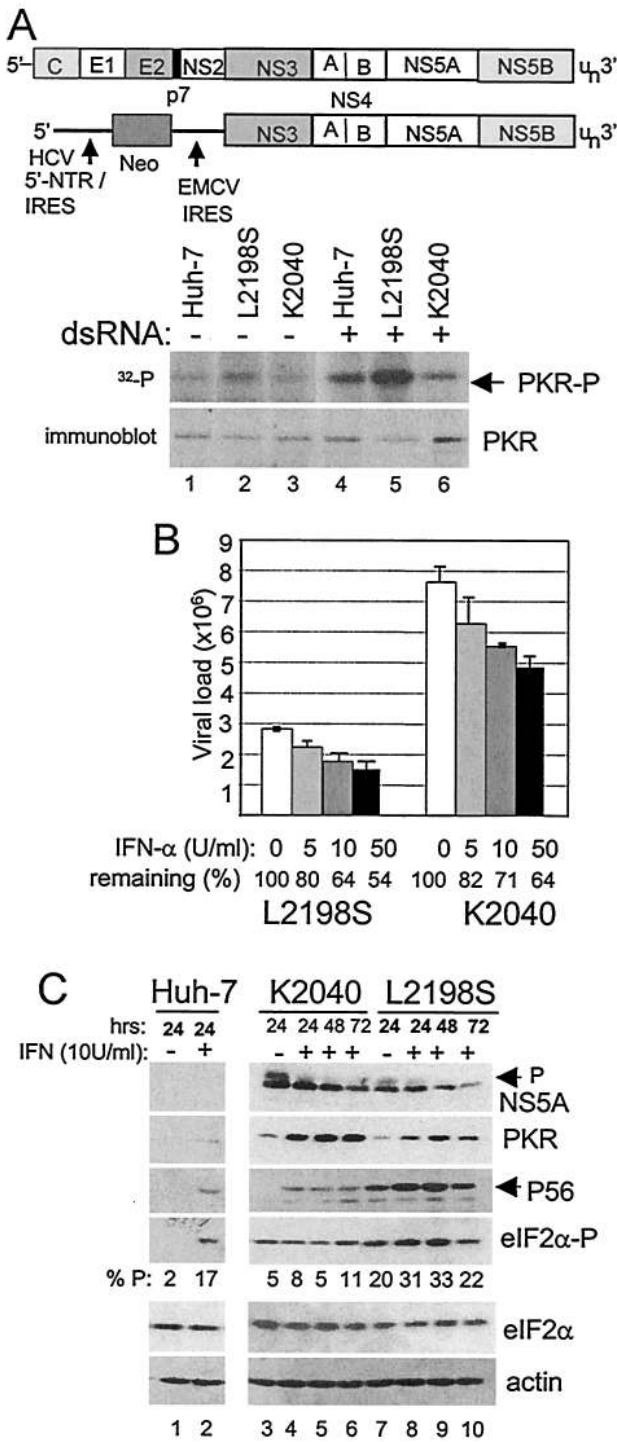 A
5'- C E1 E2 NS2 NS3 A B NS5A NS5B Un3'
p7 NS4
5' Neo NS3 A B NS5A NS5B Un3'
HCV
5'-NTR /
IRES
EMCV
IRES
Huh-7 L2198S K2040 Huh-7 L2198S K2040
dsRNA: - - - + + +
32-P PKR-P
immunoblot PKR
1 2 3 4 5 6
B
Viral load (x10⁶)
9
8
7
6
5
4
3
2
1
IFN-α (U/ml): 0 5 10 50 0 5 10 50
remaining (%) 100 80 64 54 100 82 71 64
L2198S K2040
C
Huh-7 K2040 L2198S
hrs: 24 24 24 24 48 72 24 24 48 72
IFN (10U/ml): - + - + + + - + + +
P
NS5A
PKR
P56
eIF2α-P
% P: 2 17 5 8 5 11 20 31 33 22
eIF2α
actin
1 2 3 4 5 6 7 8 9 10